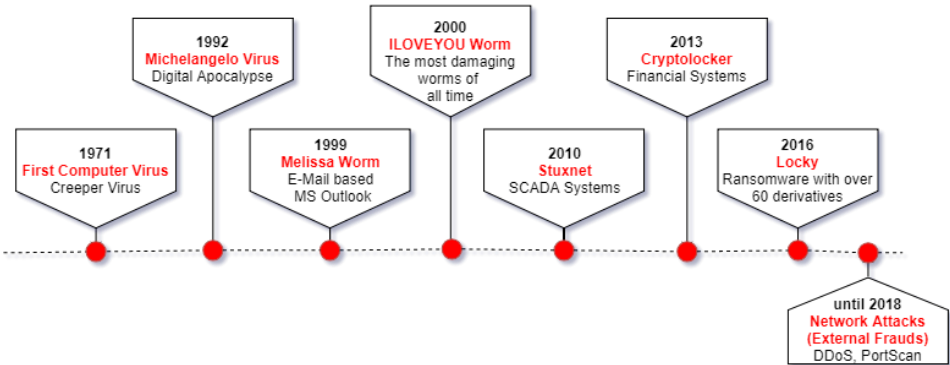 1971
First Computer Virus
Creeper Virus
1992
Michelangelo Virus
Digital Apocalypse
1999
Melissa Worm
E-Mail based
MS Outlook
2000
ILOVEYOU Worm
The most damaging
worms of
all time
2010
Stuxnet
SCADA Systems
2013
Cryptolocker
Financial Systems
2016
Locky
Ransomware with over
60 derivatives
until 2018
Network Attacks
(External Frauds)
DDoS, PortScan